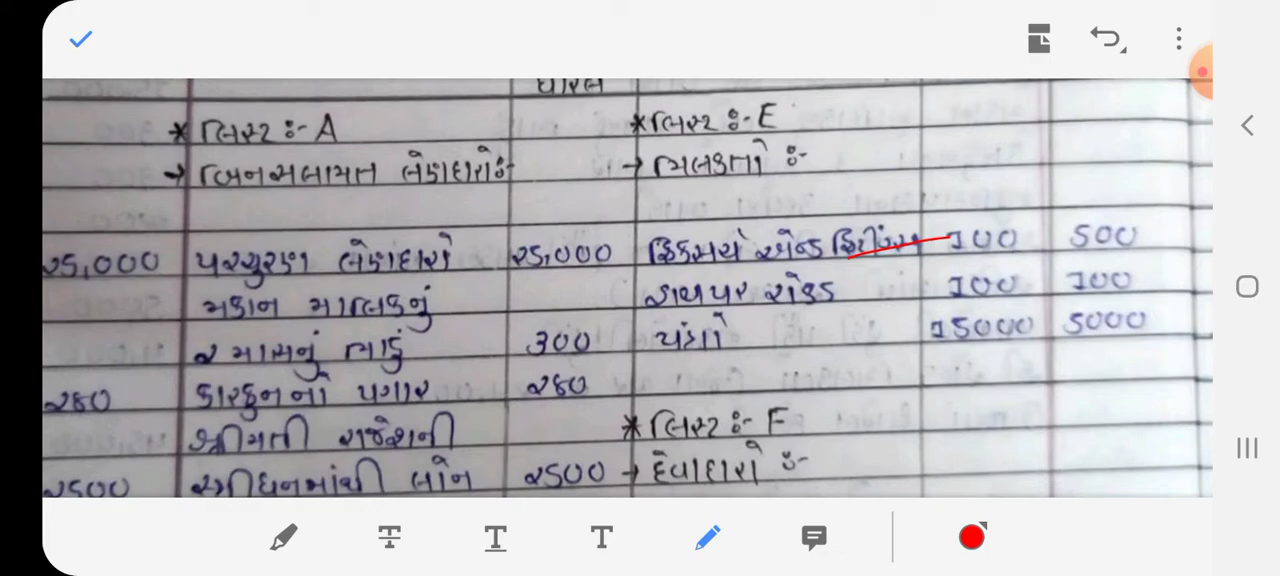 ધારેલ
* લિસ્ટ :- A
→ બિનસલામત લેણદારો :-
25,000 પરચુરણ લેણદારો 25,000
મકાન માલિકનું
૨ માસનું ભાડું 300
280 કારકુનનો પગાર 280
શ્રીમતી રાજેશની
2500 સ્ત્રીધનમાંથી લોન 2500
* લિસ્ટ :- E
→ મિલકતો :-
ફિક્સચર્ એન્ડ ફિટીંગ્સ 100 500
હાથ પર રોકડ 100 100
યંત્રો 15000 5000
* લિસ્ટ :- F
→ દેવાદારો :-
T T T